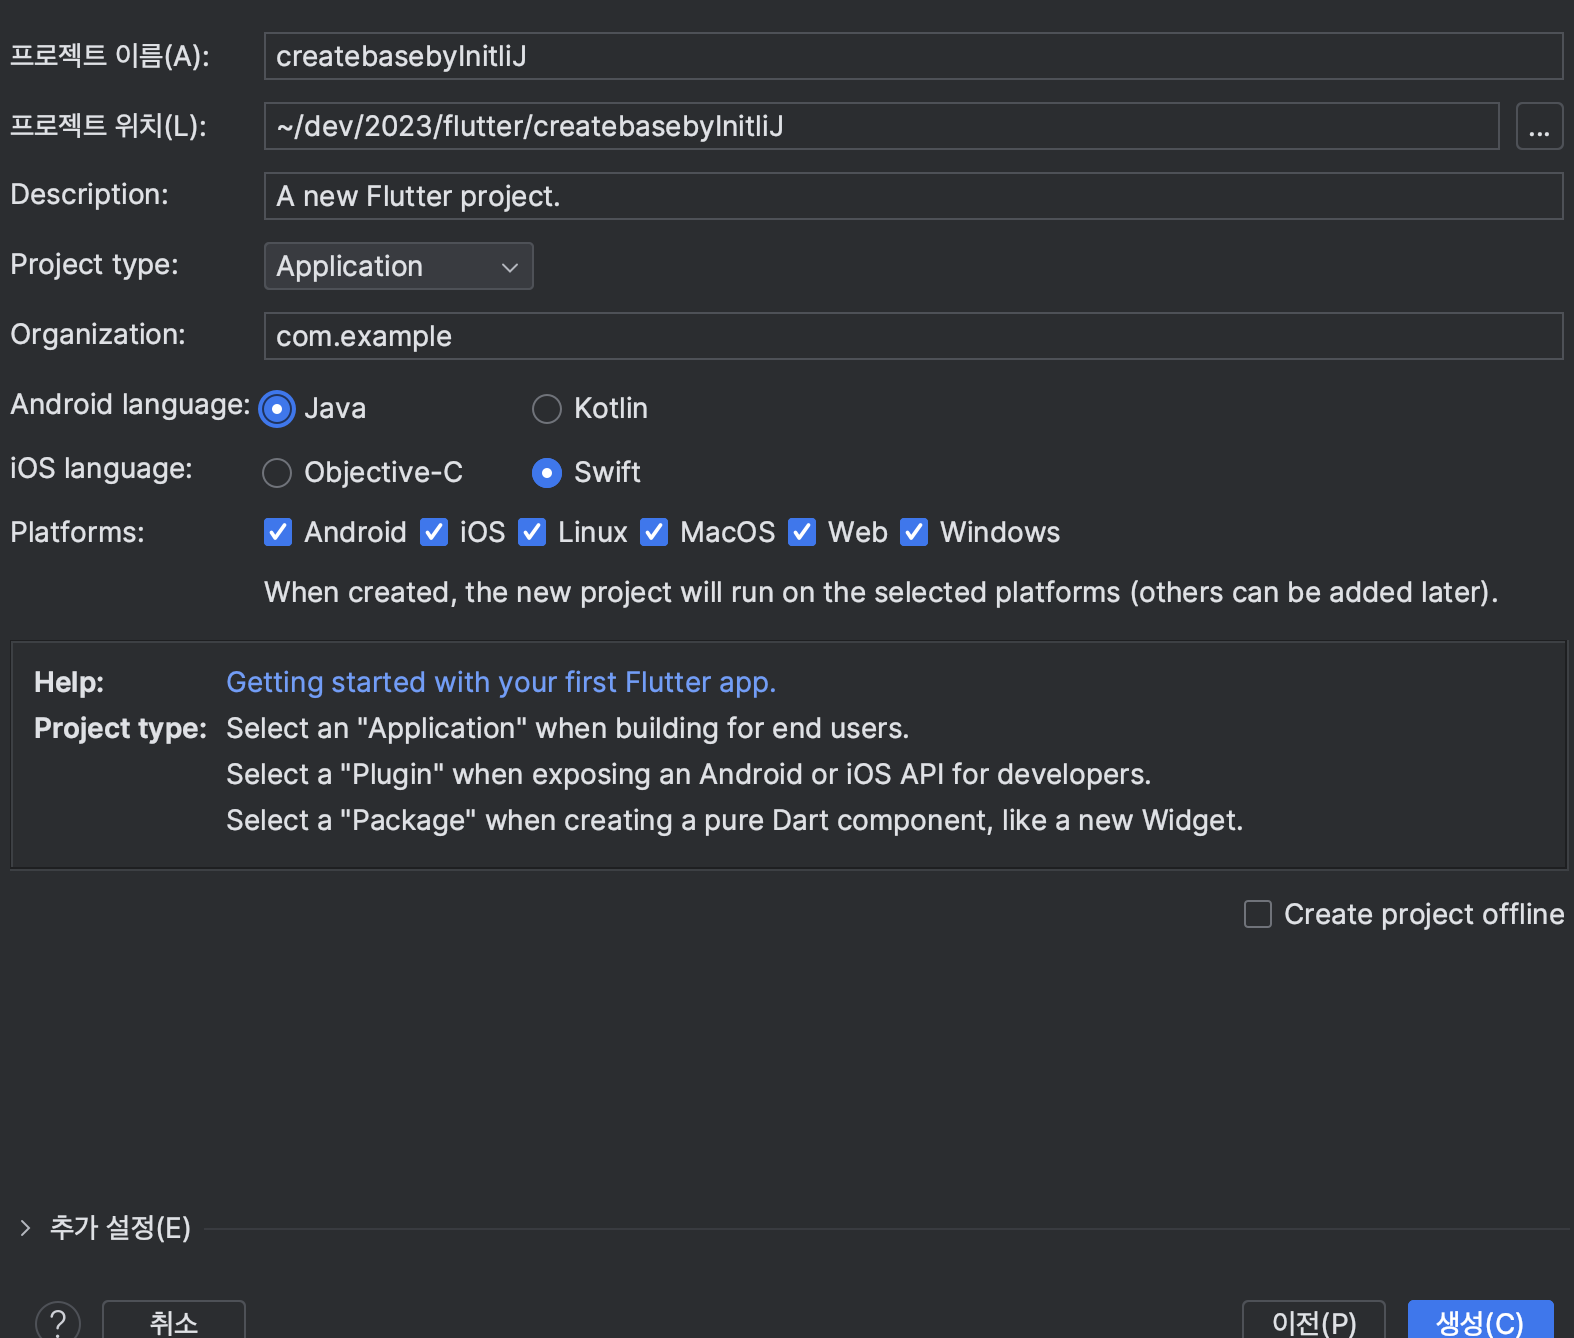 프로젝트 이름(A): createbasebyInitliJ
프로젝트 위치(L): ~/dev/2023/flutter/createbasebyInitliJ ...
Description: A new Flutter project.
Project type: Application
Organization: com.example
Android language: Java Kotlin
iOS language: Objective-C Swift
Platforms: Android iOS Linux MacOS Web Windows
When created, the new project will run on the selected platforms (others can be added later).
Help: Getting started with your first Flutter app.
Project type: Select an "Application" when building for end users.
Select a "Plugin" when exposing an Android or iOS API for developers.
Select a "Package" when creating a pure Dart component, like a new Widget.
Create project offline
추가 설정(E)
? 취소 이전(P) 생성(C)